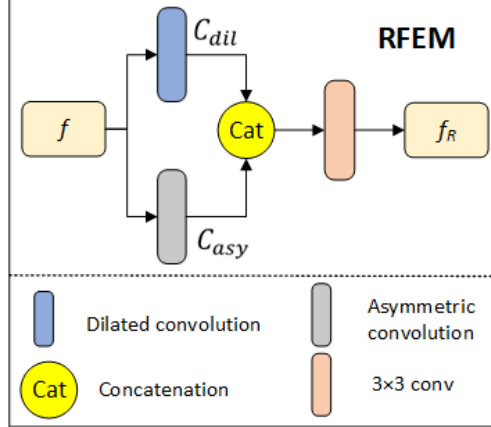 C_dil
RFEM
f
Cat
f_R
C_asy
Dilated convolution
Asymmetric
convolution
Cat
Concatenation
3×3 conv